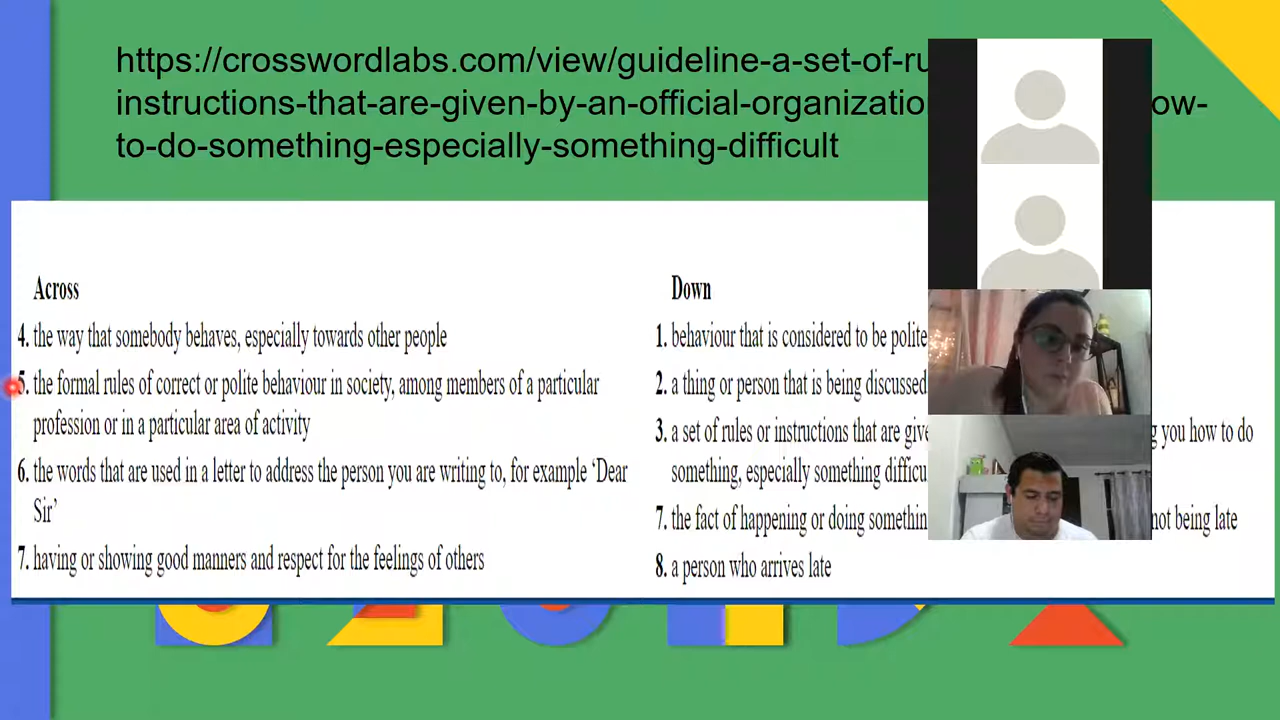 https://crosswordlabs.com/view/guideline-a-set-of-ru
instructions-that-are-given-by-an-official-organizatio ow-
to-do-something-especially-something-difficult
Across
4. the way that somebody behaves, especially towards other people
5. the formal rules of correct or polite behaviour in society, among members of a particular
profession or in a particular area of activity
6. the words that are used in a letter to address the person you are writing to, for example ‘Dear
Sir’
7. having or showing good manners and respect for the feelings of others
Down
1. behaviour that is considered to be polite
2. a thing or person that is being discussed
3. a set of rules or instructions that are give g you how to do
something, especially something difficu
7. the fact of happening or doing somethin not being late
8. a person who arrives late